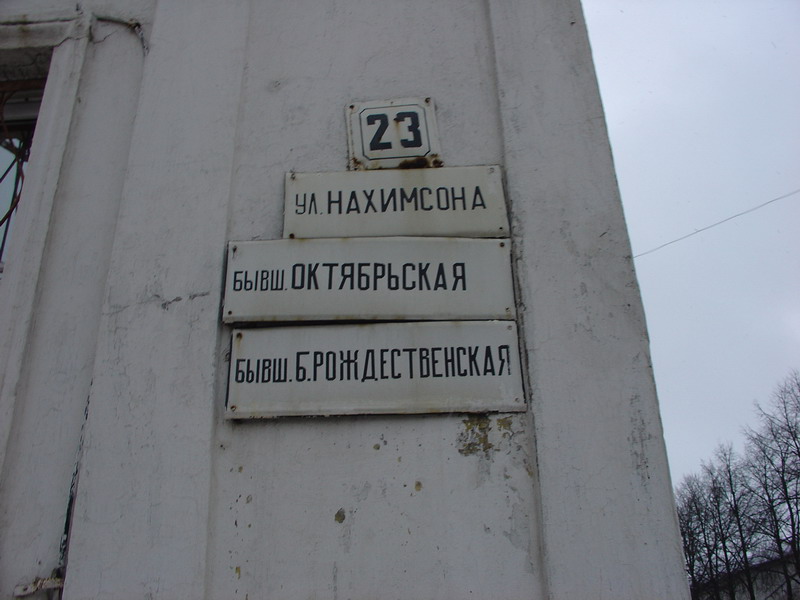 23
ул. НАХИМСОНА
бывш. ОКТЯБРЬСКАЯ
бывш. Б. РОЖДЕСТВЕНСКАЯ